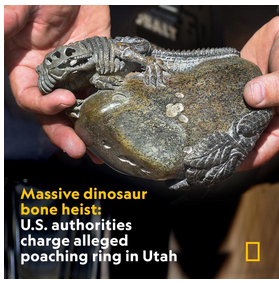 Massive dinosaur
bone heist:
U.S. authorities
charge alleged
poaching ring in Utah